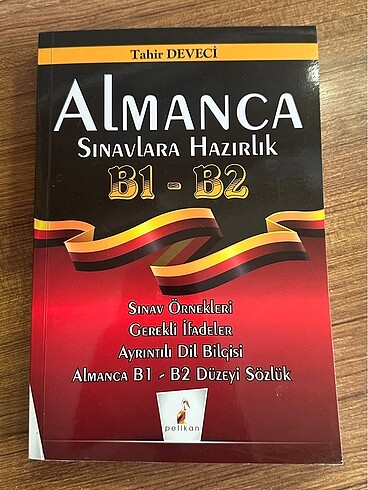 Tahir DEVECİ
ALMANCA
SINAVLARA HAZIRLIK
B1 - B2
SINAV ÖRNEKLERİ
GEREKLİ İFADELER
AYRINTILI DİL BİLGİSİ
ALMANCA B1 - B2 DÜZEYİ SÖZLÜK
pelikan